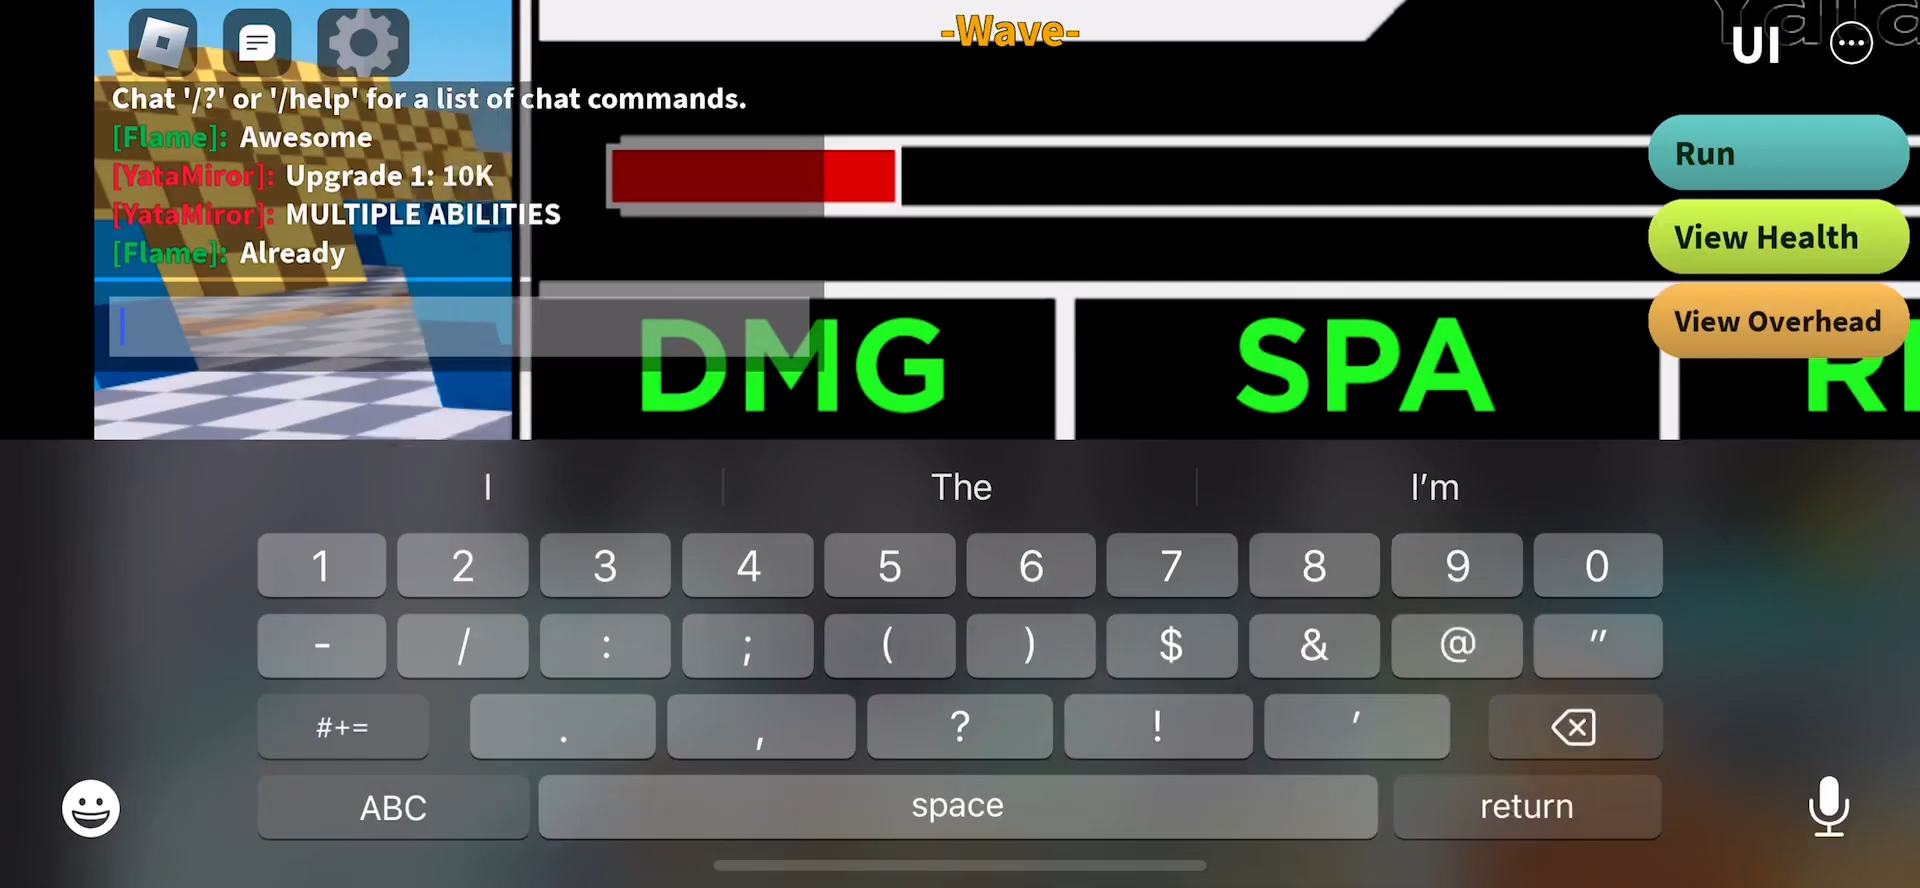 -Wave-
UI
Chat '/?' or '/help' for a list of chat commands.
[Flame]: Awesome
[YataMiror]: Upgrade 1: 10K
[YataMiror]: MULTIPLE ABILITIES
[Flame]: Already
Run
View Health
View Overhead
DMG
SPA
I
The
I'm
1 2 3 4 5 6 7 8 9 0
- / : ; ( ) $ & @ "
#+= . , ? ! '
ABC space return